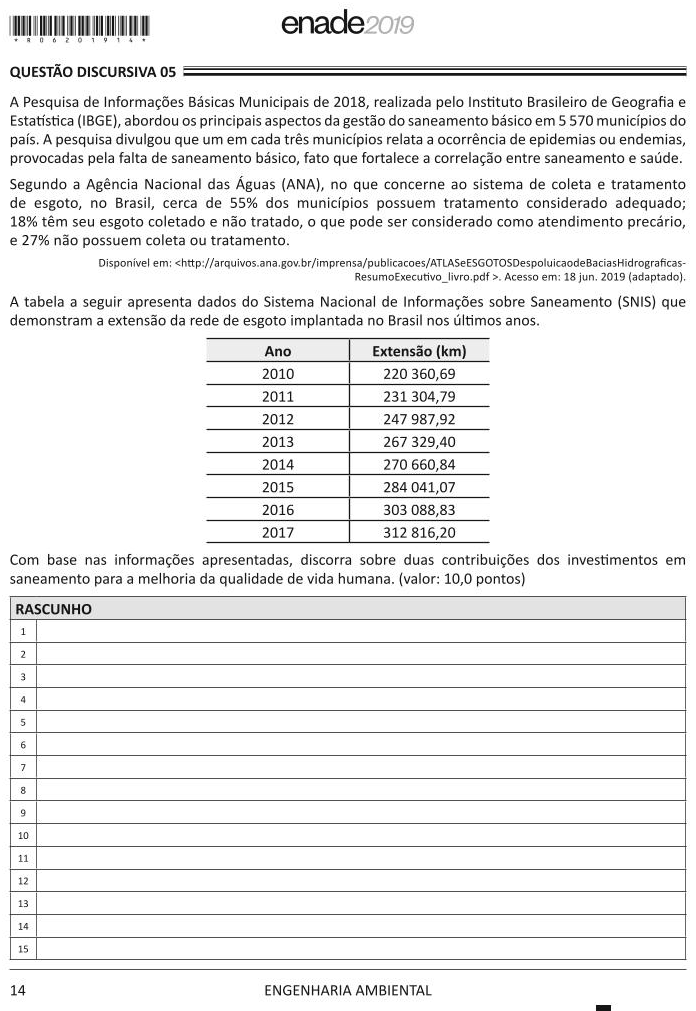 *R0620191​4*
enade2019
QUESTÃO DISCURSIVA 05
A Pesquisa de Informações Básicas Municipais de 2018, realizada pelo Instituto Brasileiro de Geografia e
Estatística (IBGE), abordou os principais aspectos da gestão do saneamento básico em 5 570 municípios do
país. A pesquisa divulgou que um em cada três municípios relata a ocorrência de epidemias ou endemias,
provocadas pela falta de saneamento básico, fato que fortalece a correlação entre saneamento e saúde.
Segundo a Agência Nacional das Águas (ANA), no que concerne ao sistema de coleta e tratamento
de esgoto, no Brasil, cerca de 55% dos municípios possuem tratamento considerado adequado;
18% têm seu esgoto coletado e não tratado, o que pode ser considerado como atendimento precário,
e 27% não possuem coleta ou tratamento.
Disponível em: <http://arquivos.ana.gov.br/imprensa/publicacoes/ATLASeESGOTOSDespoluicaodeBaciasHidrograficas-
ResumoExecutivo_livro.pdf >. Acesso em: 18 jun. 2019 (adaptado).
A tabela a seguir apresenta dados do Sistema Nacional de Informações sobre Saneamento (SNIS) que
demonstram a extensão da rede de esgoto implantada no Brasil nos últimos anos.
Ano Extensão (km)
2010 220 360,69
2011 231 304,79
2012 247 987,92
2013 267 329,40
2014 270 660,84
2015 284 041,07
2016 303 088,83
2017 312 816,20
Com base nas informações apresentadas, discorra sobre duas contribuições dos investimentos em
saneamento para a melhoria da qualidade de vida humana. (valor: 10,0 pontos)
RASCUNHO
1
2
3
4
5
6
7
8
9
10
11
12
13
14
15
14 ENGENHARIA AMBIENTAL